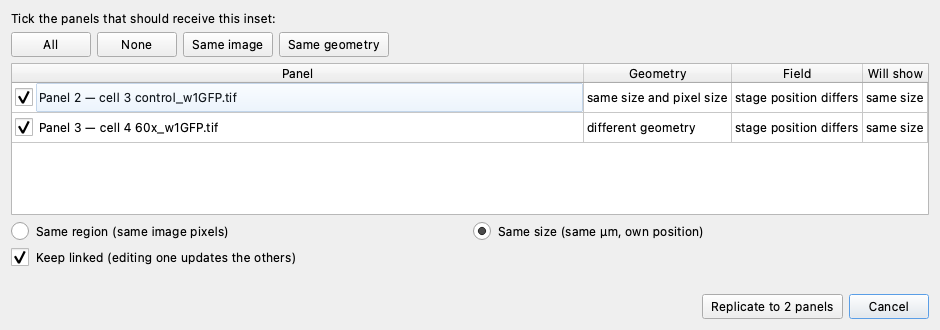 Tick the panels that should receive this inset:
All None Same image Same geometry
Panel Geometry Field Will show
Panel 2 — cell 3 control_w1GFP.tif same size and pixel size stage position differs same size
Panel 3 — cell 4 60x_w1GFP.tif different geometry stage position differs same size
Same region (same image pixels) Same size (same µm, own position)
Keep linked (editing one updates the others)
Replicate to 2 panels Cancel